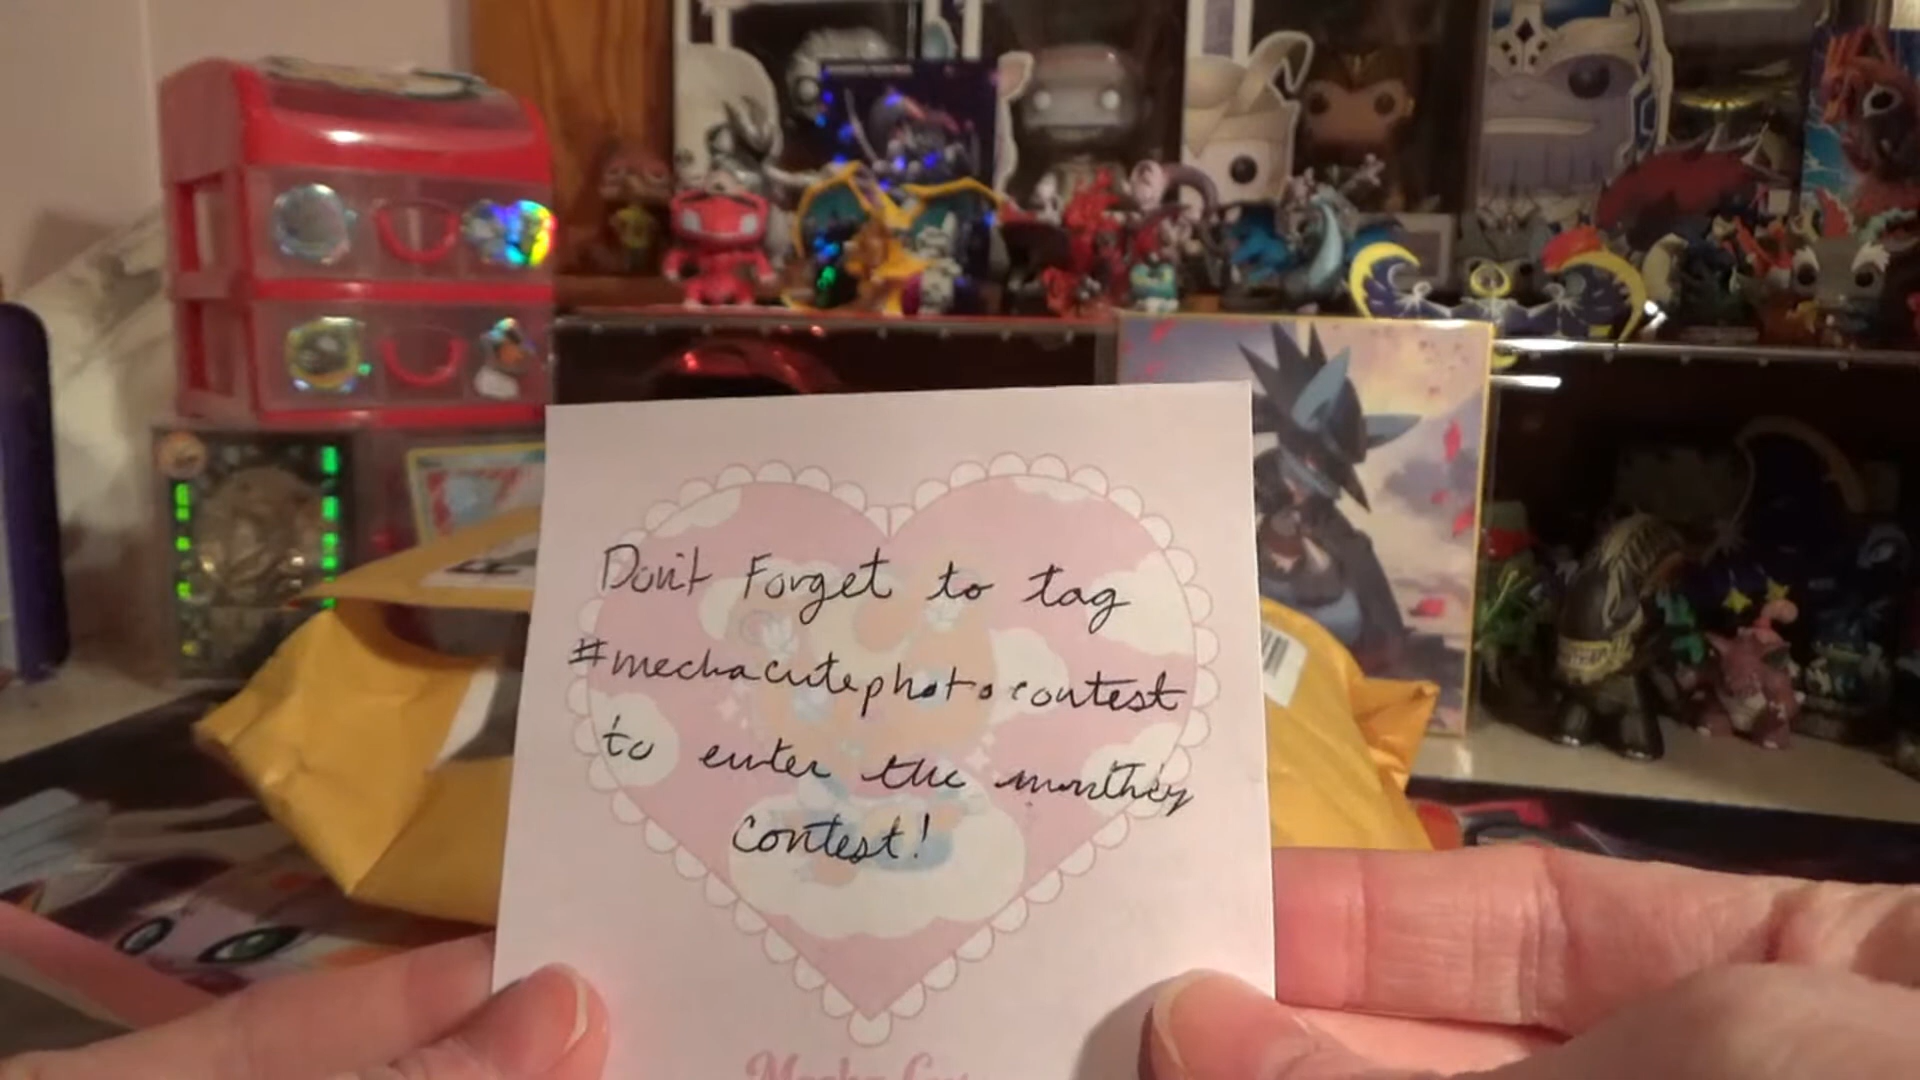 Don't Forget to tag
#mechacutephotocontest
to enter the monthly
contest!